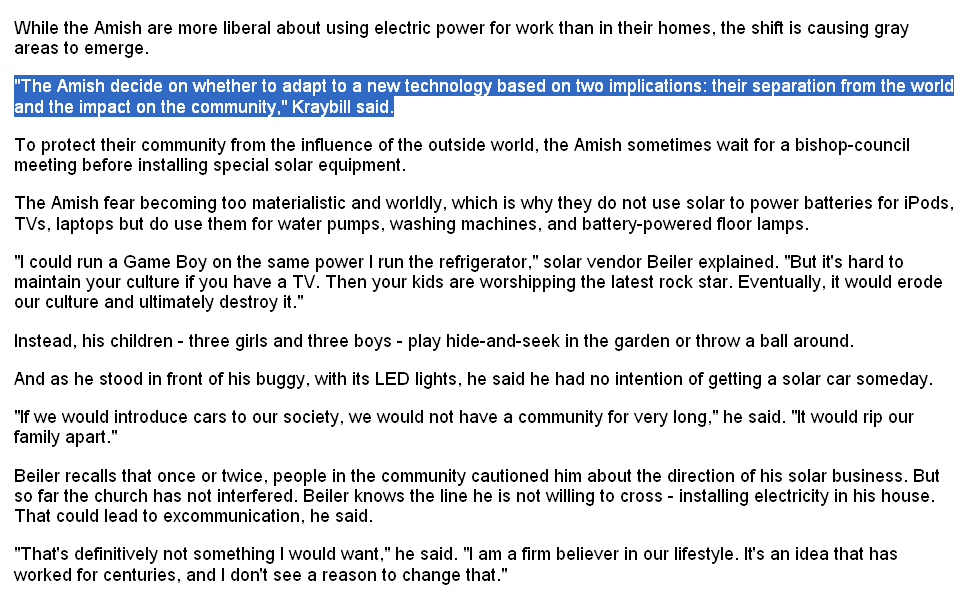 While the Amish are more liberal about using electric power for work than in their homes, the shift is causing gray
areas to emerge.
"The Amish decide on whether to adapt to a new technology based on two implications: their separation from the world
and the impact on the community," Kraybill said.
To protect their community from the influence of the outside world, the Amish sometimes wait for a bishop-council
meeting before installing special solar equipment.
The Amish fear becoming too materialistic and worldly, which is why they do not use solar to power batteries for iPods,
TVs, laptops but do use them for water pumps, washing machines, and battery-powered floor lamps.
"I could run a Game Boy on the same power I run the refrigerator," solar vendor Beiler explained. "But it's hard to
maintain your culture if you have a TV. Then your kids are worshipping the latest rock star. Eventually, it would erode
our culture and ultimately destroy it."
Instead, his children - three girls and three boys - play hide-and-seek in the garden or throw a ball around.
And as he stood in front of his buggy, with its LED lights, he said he had no intention of getting a solar car someday.
"If we would introduce cars to our society, we would not have a community for very long," he said. "It would rip our
family apart."
Beiler recalls that once or twice, people in the community cautioned him about the direction of his solar business. But
so far the church has not interfered. Beiler knows the line he is not willing to cross - installing electricity in his house.
That could lead to excommunication, he said.
"That's definitively not something I would want," he said. "I am a firm believer in our lifestyle. It's an idea that has
worked for centuries, and I don't see a reason to change that."